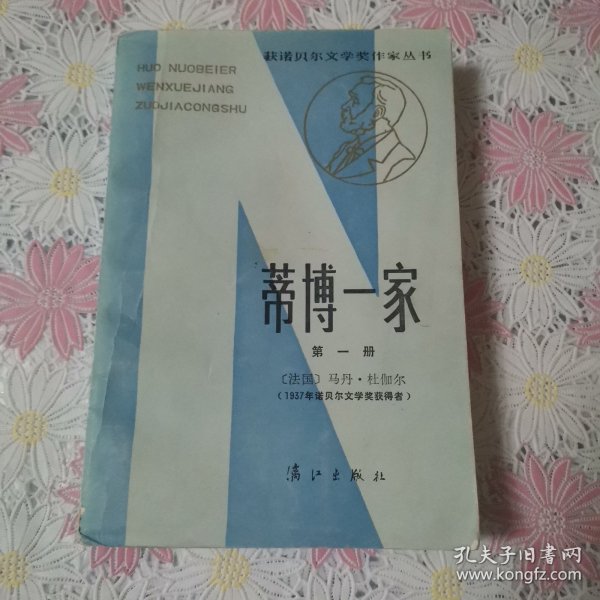 获诺贝尔文学奖作家丛书
HUO NUOBEIER
WENXUEJIANG
ZUOJIACONGSHU
蒂博一家
第一册
〔法国〕马丹·杜伽尔
（1937年诺贝尔文学奖获得者）
漓江出版社
孔夫子旧书网
www.kongfz.com